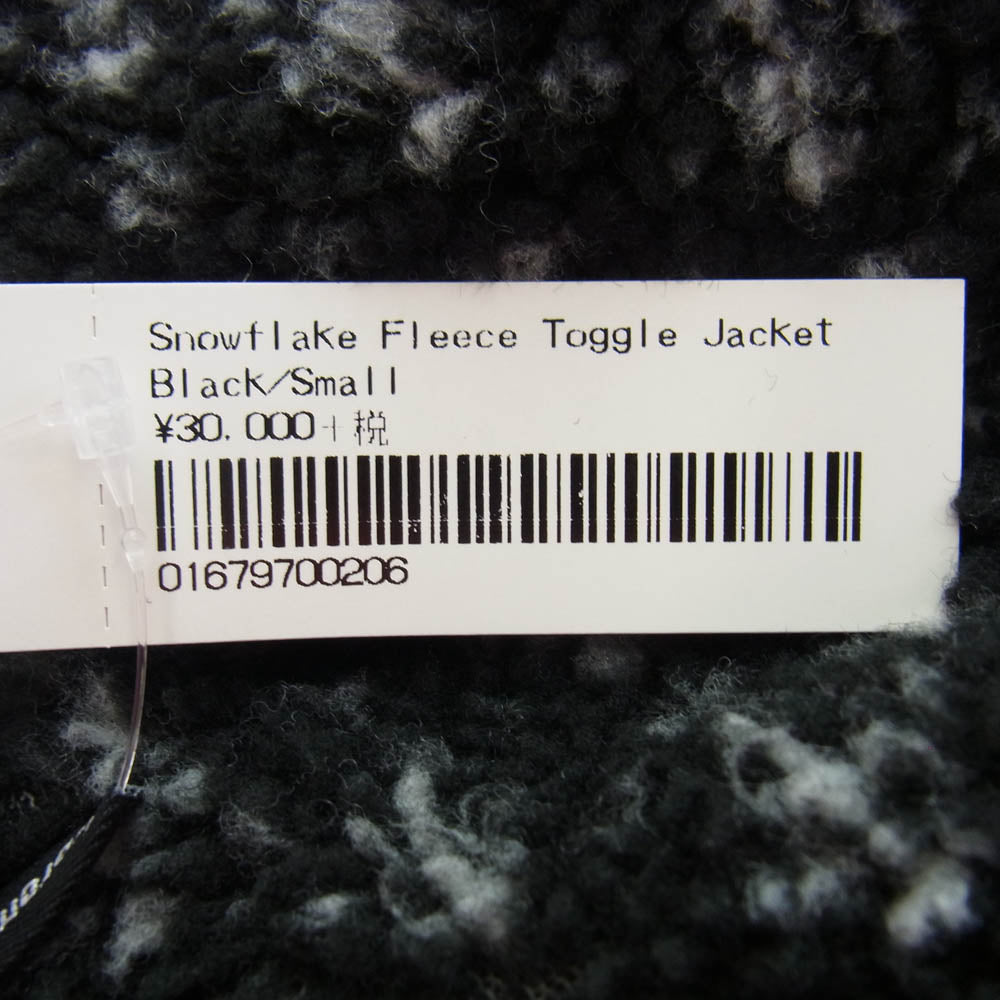 Snowflake Fleece Toggle Jacket
Black/Small
¥30,000+税
01679700206